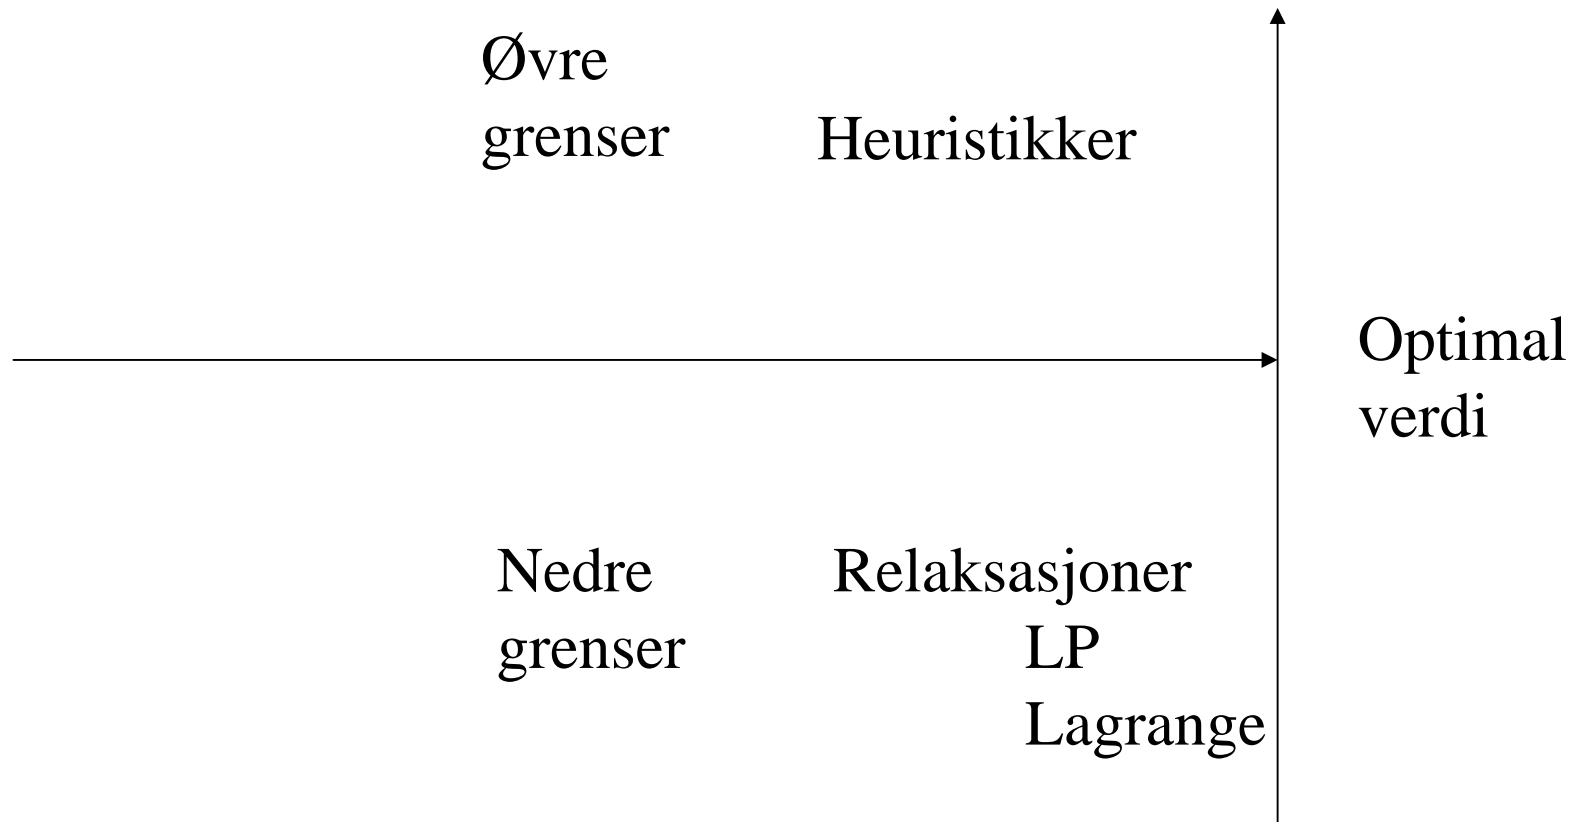 Øvre
grenser
Heuristikker
Optimal
verdi
Nedre
grenser
Relaksasjoner
LP
Lagrange